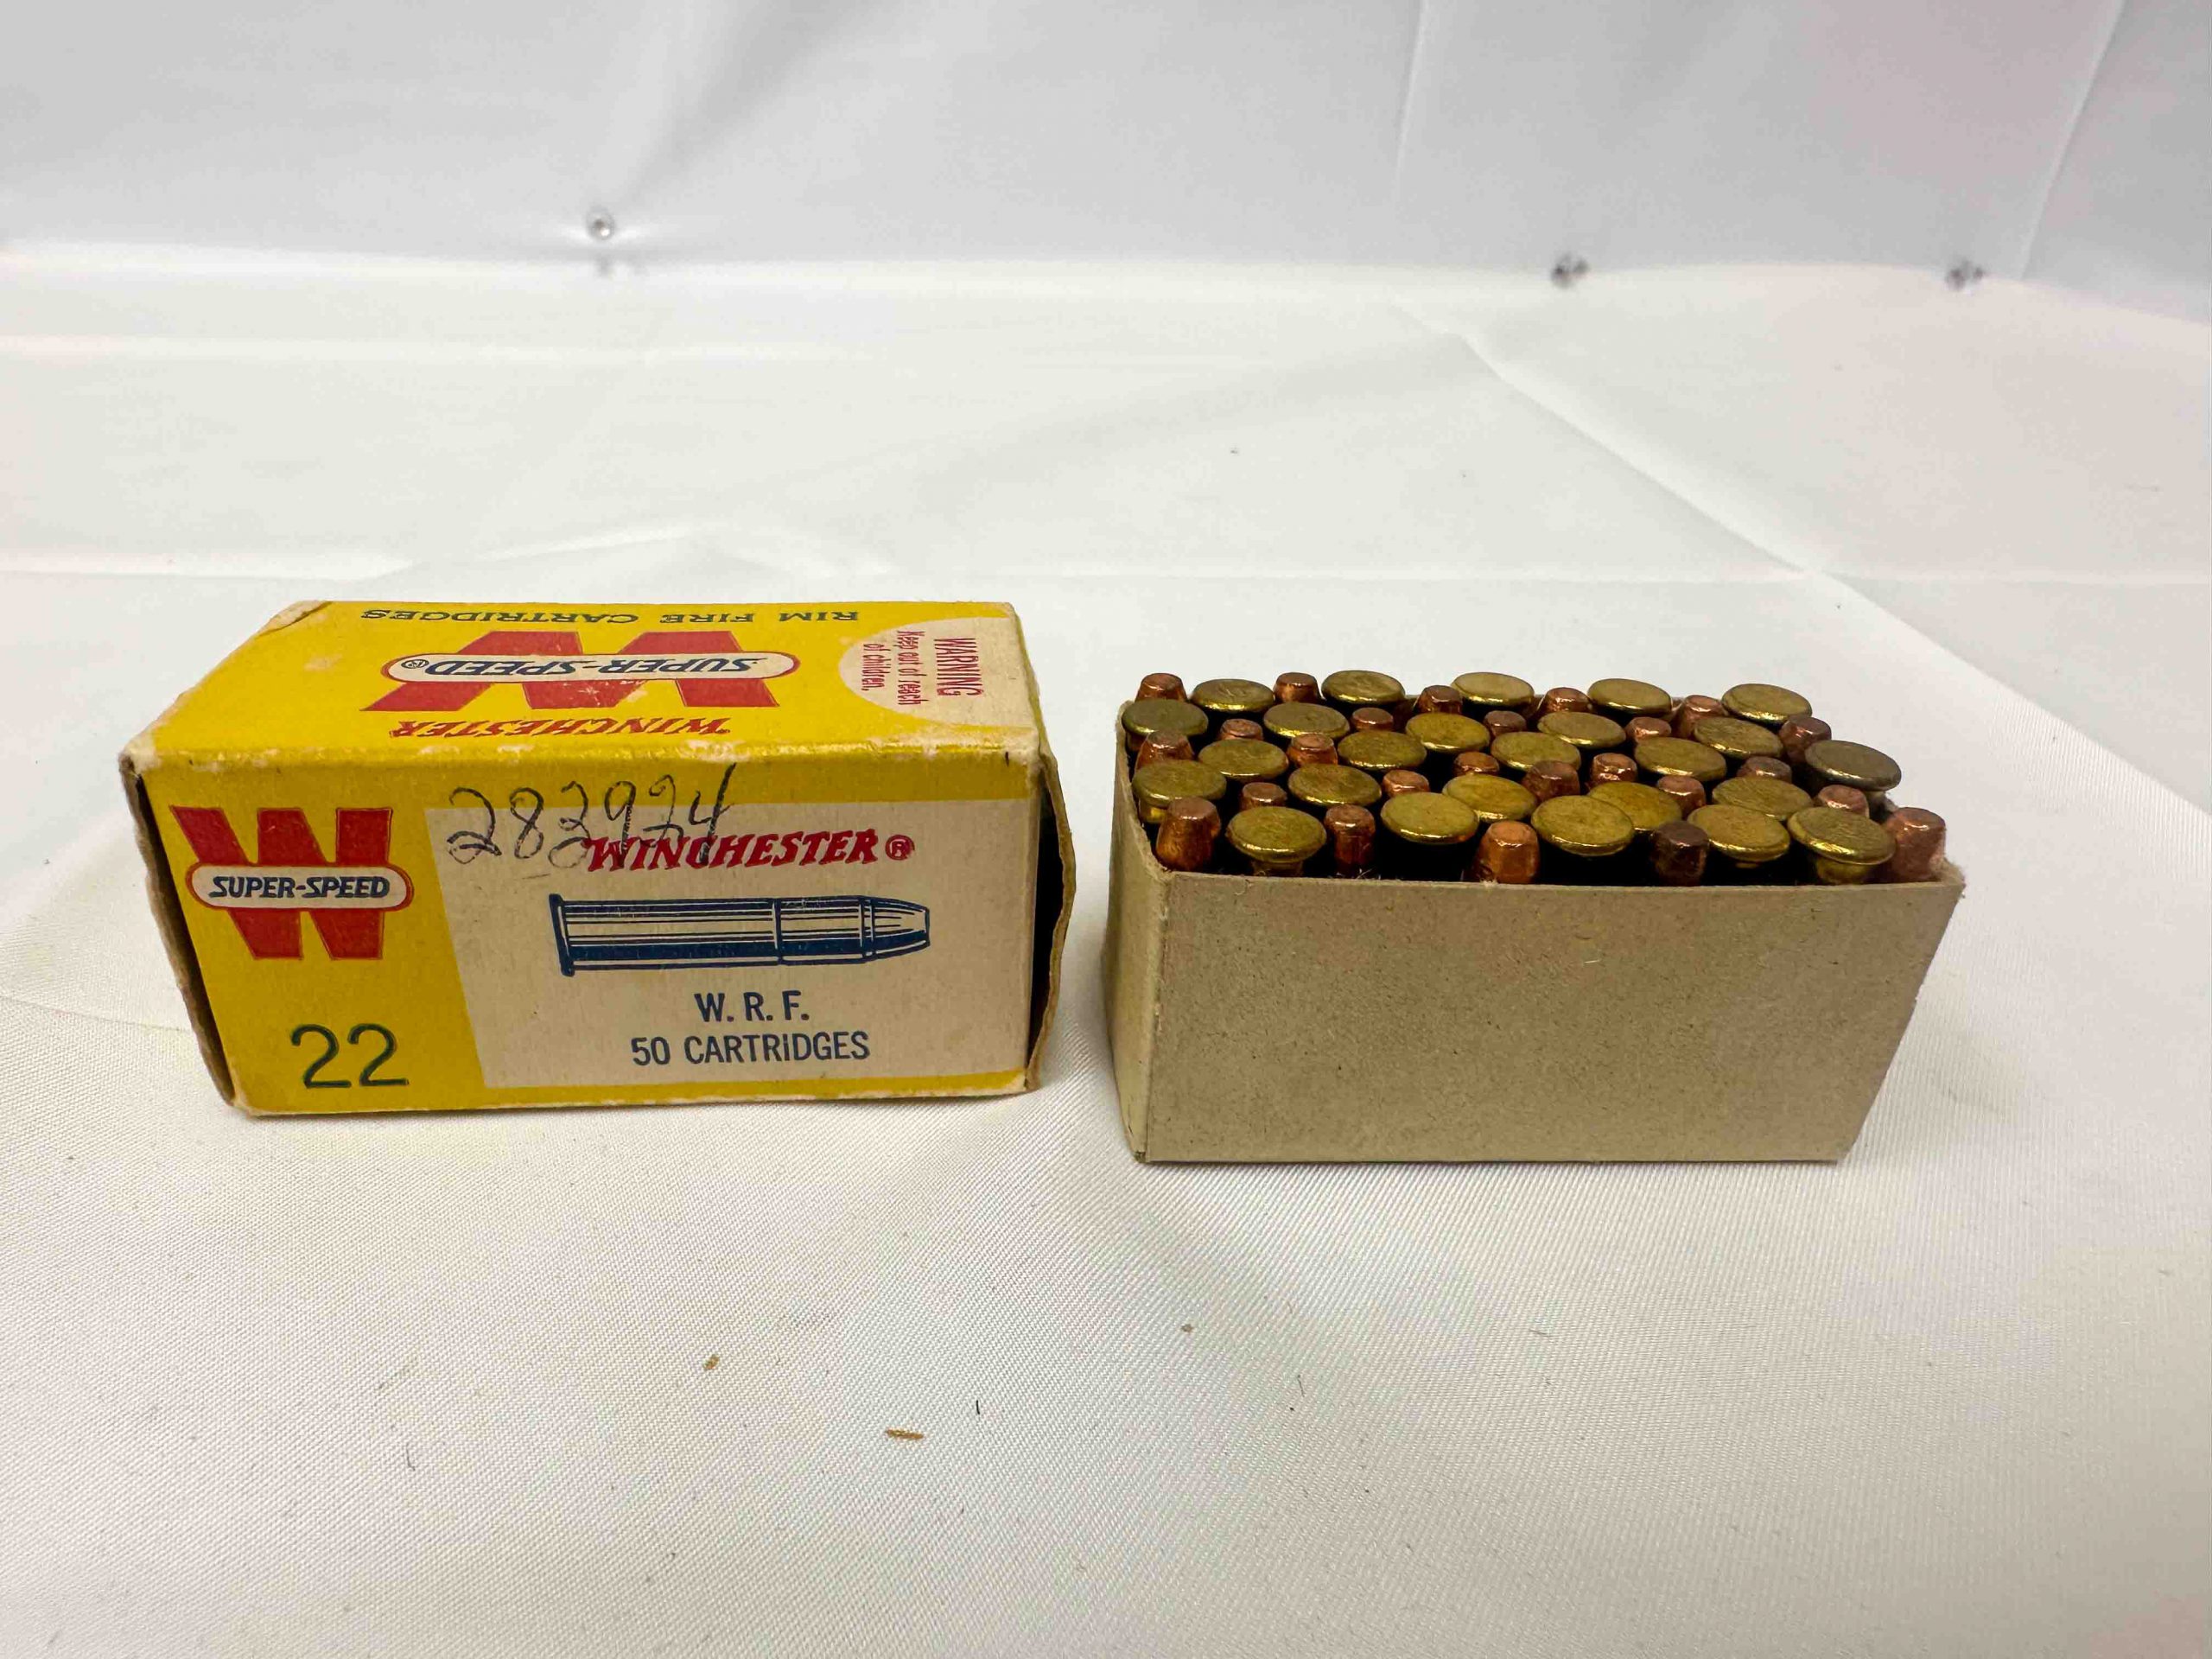 RIM FIRE CARTRIDGES
SUPER-SPEED®
WINCHESTER
WARNING
Keep out of reach
of children.
282924
WINCHESTER®
W
SUPER-SPEED
W. R. F.
50 CARTRIDGES
22